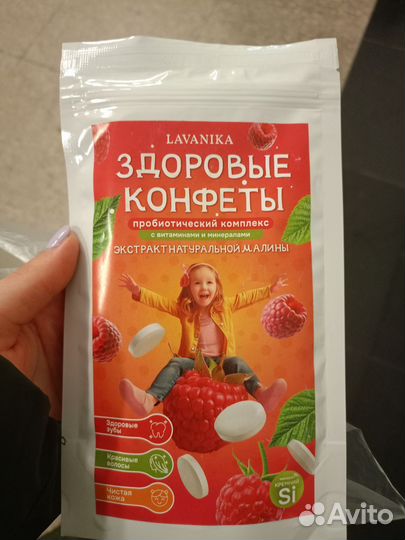 LAVANIKA
ЗДОРОВЫЕ
КОНФЕТЫ
пробиотический комплекс
с витаминами и минералами
ЭКСТРАКТ НАТУРАЛЬНОЙ МАЛИНЫ
Здоровые
зубы
Красивые
волосы
Чистая
кожа
КРЕМНИЙ
Si
Avito